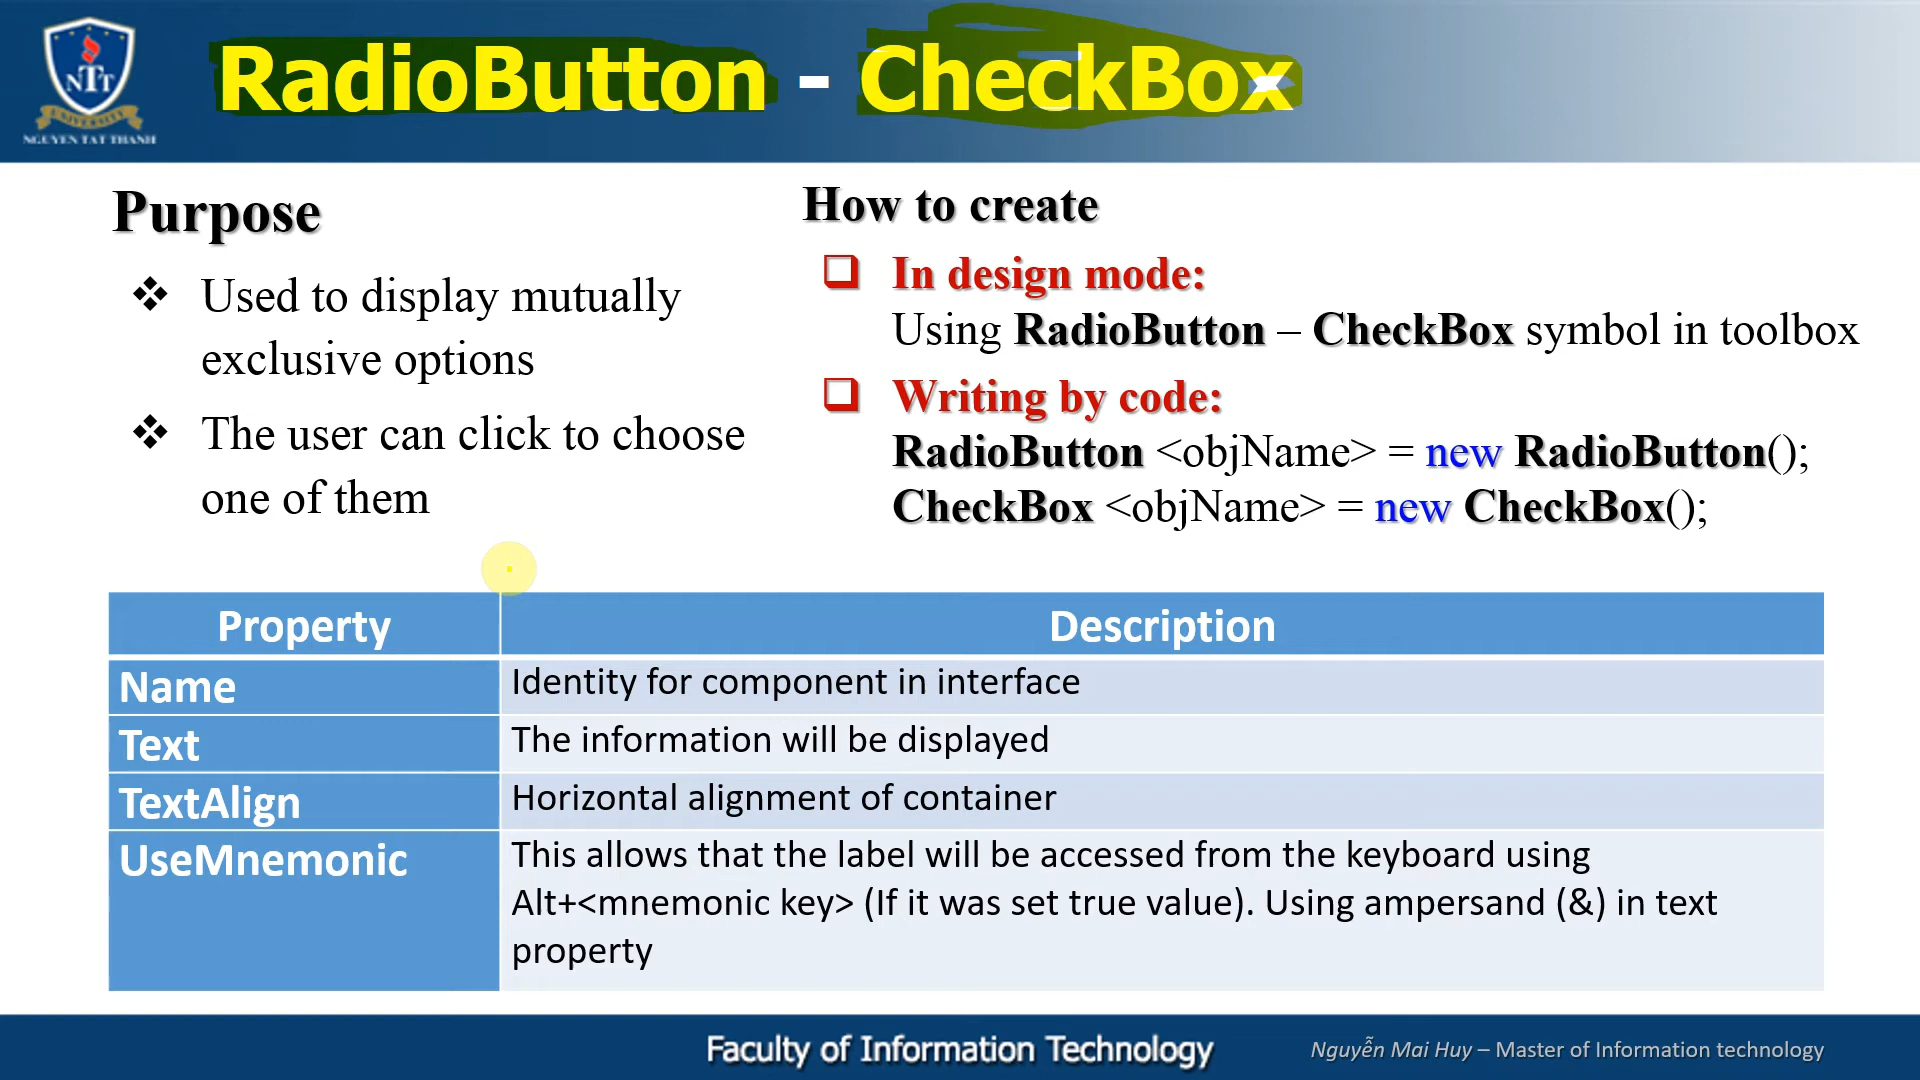 NTT
UNIVERSITY
NGUYEN TAT THANH
RadioButton - CheckBox
Purpose
Used to display mutually
exclusive options
The user can click to choose
one of them
How to create
In design mode:
Using RadioButton – CheckBox symbol in toolbox
Writing by code:
RadioButton <objName> = new RadioButton();
CheckBox <objName> = new CheckBox();
Property Description
Name Identity for component in interface
Text The information will be displayed
TextAlign Horizontal alignment of container
UseMnemonic This allows that the label will be accessed from the keyboard using
Alt+<mnemonic key> (If it was set true value). Using ampersand (&) in text
property
Faculty of Information Technology
Nguyễn Mai Huy – Master of Information technology